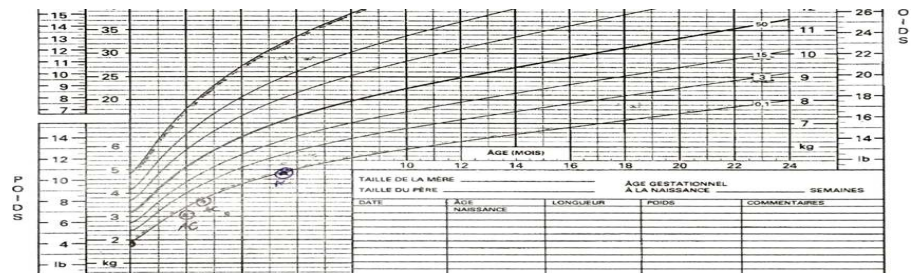 15
14
13
12
11
10
9
8
7
35
30
25
20
50
15
3
0,1
12
11
10
9
8
7
kg
26
24
22
20
18
16
14
lb
POIDS
14
12
10
8
6
4
lb
6
5
4
3
2
kg
AC
ÂGE (MOIS)
10 12 14 16 18 20 22 24
POIDS
TAILLE DE LA MÈRE
TAILLE DU PÈRE
ÂGE GESTATIONNEL
À LA NAISSANCE SEMAINES
DATE ÂGE LONGUEUR POIDS COMMENTAIRES
NAISSANCE